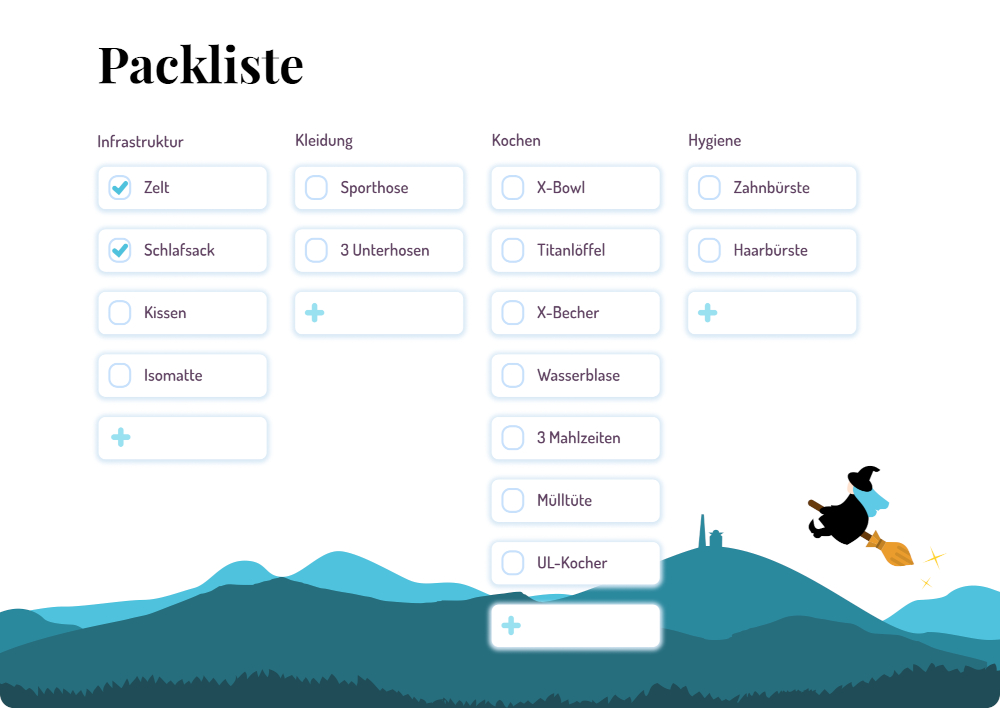 Packliste
Infrastruktur
Zelt
Schlafsack
Kissen
Isomatte
Kleidung
Sporthose
3 Unterhosen
Kochen
X-Bowl
Titanlöffel
X-Becher
Wasserblase
3 Mahlzeiten
Mülltüte
UL-Kocher
Hygiene
Zahnbürste
Haarbürste